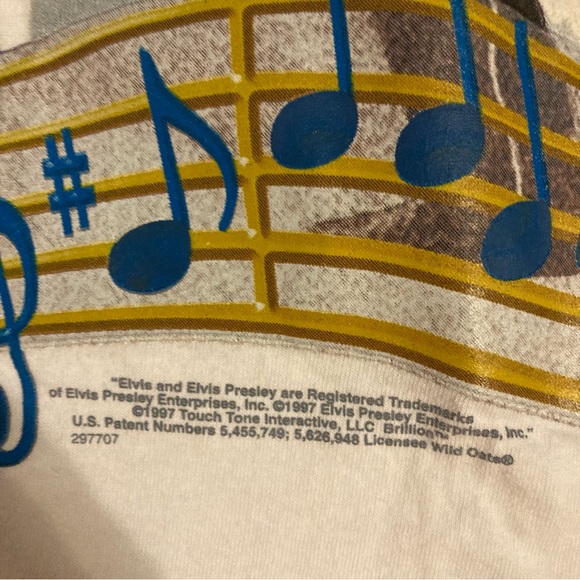 "Elvis and Elvis Presley are Registered Trademarks
of Elvis Presley Enterprises, Inc. ©1997 Elvis Presley Enterprises, Inc."
©1997 Touch Tone Interactive, LLC Brillion™
U.S. Patent Numbers 5,455,749; 5,626,948 Licensee Wild Oats®
297707